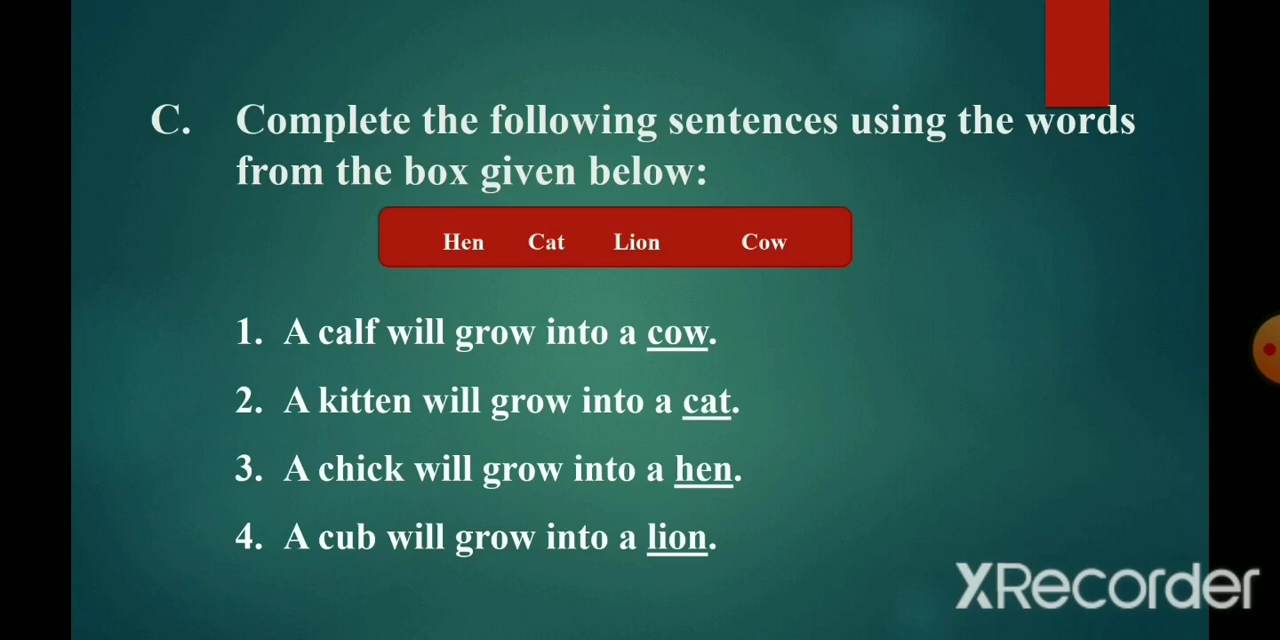 C. Complete the following sentences using the words
from the box given below:
Hen Cat Lion Cow
1. A calf will grow into a cow.
2. A kitten will grow into a cat.
3. A chick will grow into a hen.
4. A cub will grow into a lion.
XRecorder